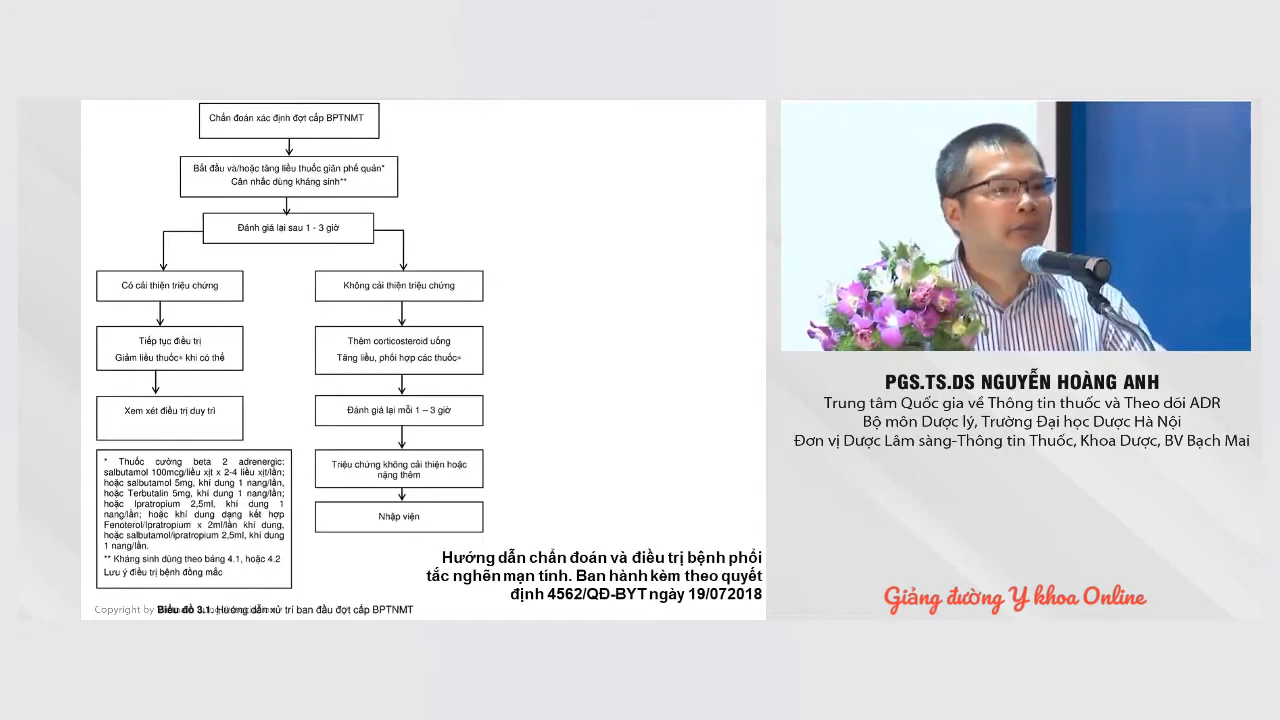 Chẩn đoán xác định đợt cấp BPTNMT
Bắt đầu và/hoặc tăng liều thuốc giãn phế quản*
Cân nhắc dùng kháng sinh**
Đánh giá lại sau 1 - 3 giờ
Có cải thiện triệu chứng
Không cải thiện triệu chứng
Tiếp tục điều trị
Giảm liều thuốc* khi có thể
Thêm corticosteroid uống
Tăng liều, phối hợp các thuốc*
Xem xét điều trị duy trì
Đánh giá lại mỗi 1 – 3 giờ
Triệu chứng không cải thiện hoặc
nặng thêm
Nhập viện
* Thuốc cường beta 2 adrenergic:
salbutamol 100mcg/liều xịt x 2-4 liều xịt/lần;
hoặc salbutamol 5mg, khí dung 1 nang/lần,
hoặc Terbutalin 5mg, khí dung 1 nang/lần;
hoặc Ipratropium 2,5ml, khí dung 1
nang/lần; hoặc khí dung dạng kết hợp
Fenoterol/Ipratropium x 2ml/lần khí dung,
hoặc salbutamol/ipratropium 2,5ml, khí dung
1 nang/lần.
** Kháng sinh dùng theo bảng 4.1, hoặc 4.2
Lưu ý điều trị bệnh đồng mắc
Hướng dẫn chẩn đoán và điều trị bệnh phổi
tắc nghẽn mạn tính. Ban hành kèm theo quyết
định 4562/QĐ-BYT ngày 19/072018
Copyright by
Biểu đồ 3.1. Hướng dẫn xử trí ban đầu đợt cấp BPTNMT
PGS.TS.DS NGUYỄN HOÀNG ANH
Trung tâm Quốc gia về Thông tin thuốc và Theo dõi ADR
Bộ môn Dược lý, Trường Đại học Dược Hà Nội
Đơn vị Dược Lâm sàng-Thông tin Thuốc, Khoa Dược, BV Bạch Mai
Giảng đường Y khoa Online